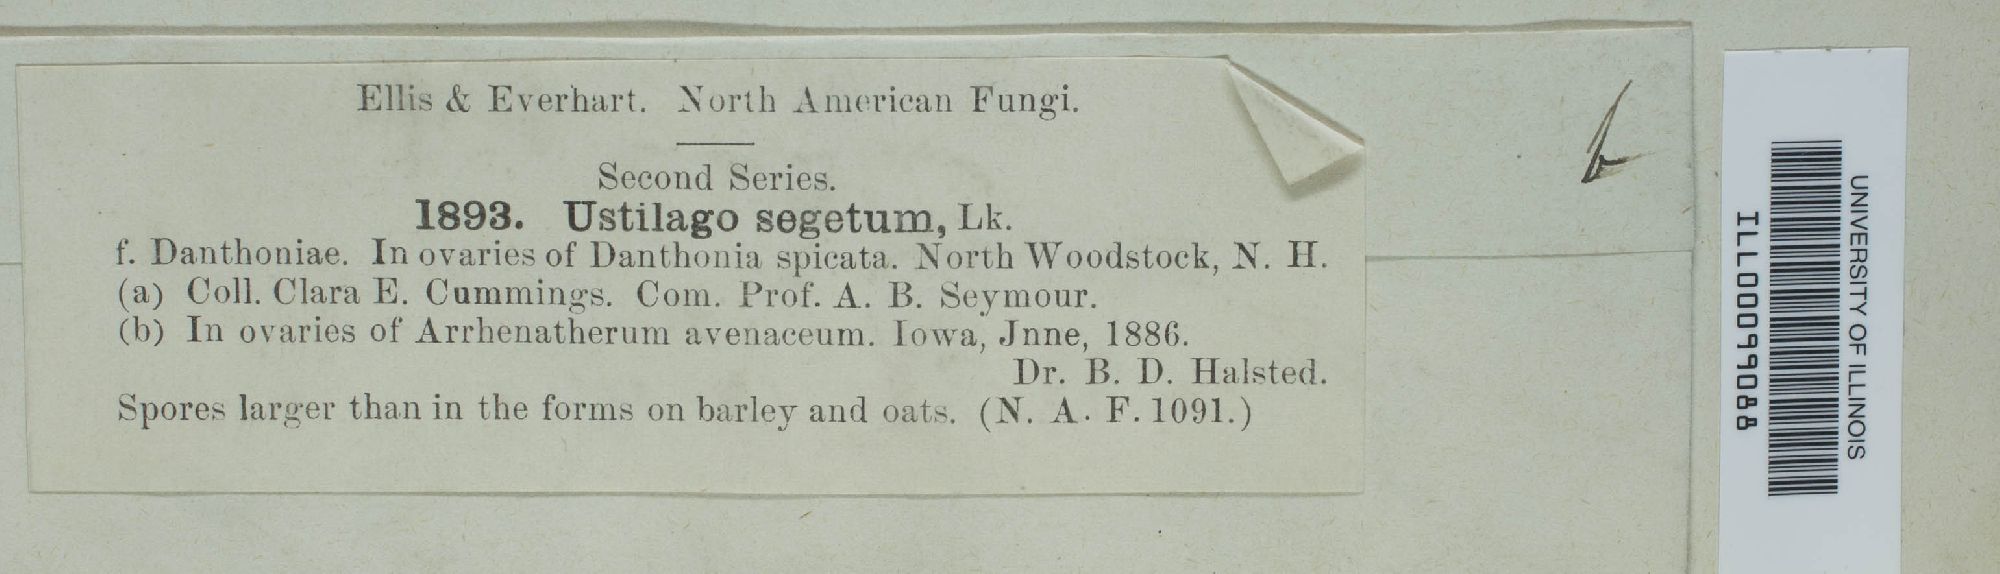 Ellis & Everhart. North American Fungi.
Second Series.
1893. Ustilago segetum, Lk.
f. Danthoniae. In ovaries of Danthonia spicata. North Woodstock, N. H.
(a) Coll. Clara E. Cummings. Com. Prof. A. B. Seymour.
(b) In ovaries of Arrhenatherum avenaceum. Iowa, Jnne, 1886.
Dr. B. D. Halsted.
Spores larger than in the forms on barley and oats. (N. A. F. 1091.)
b
UNIVERSITY OF ILLINOIS
ILL00099088